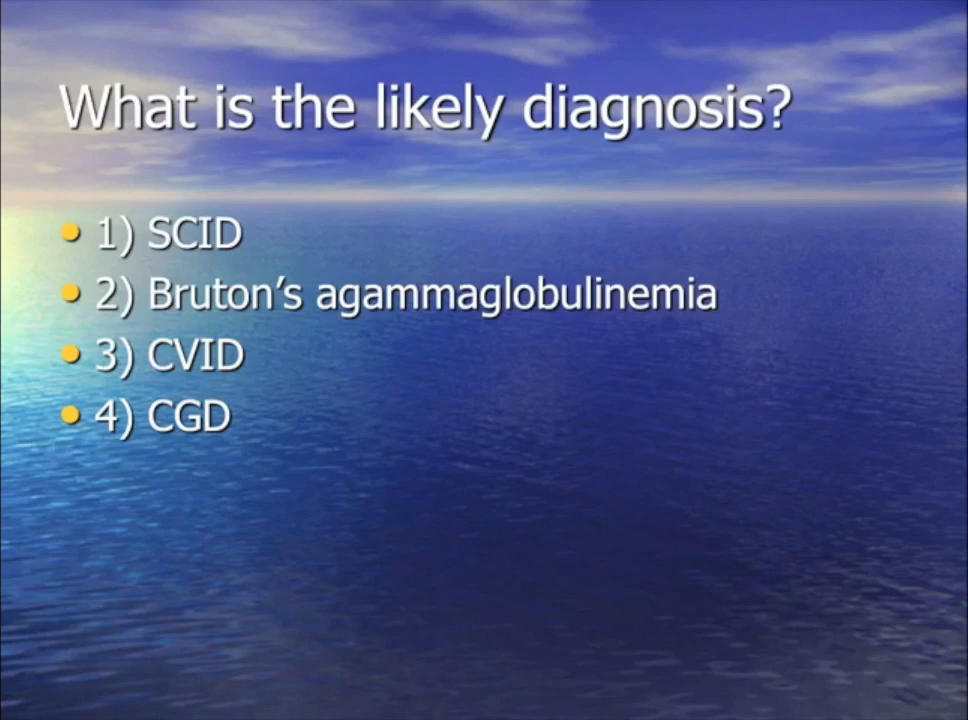 What is the likely diagnosis?
• 1) SCID
• 2) Bruton’s agammaglobulinemia
• 3) CVID
• 4) CGD